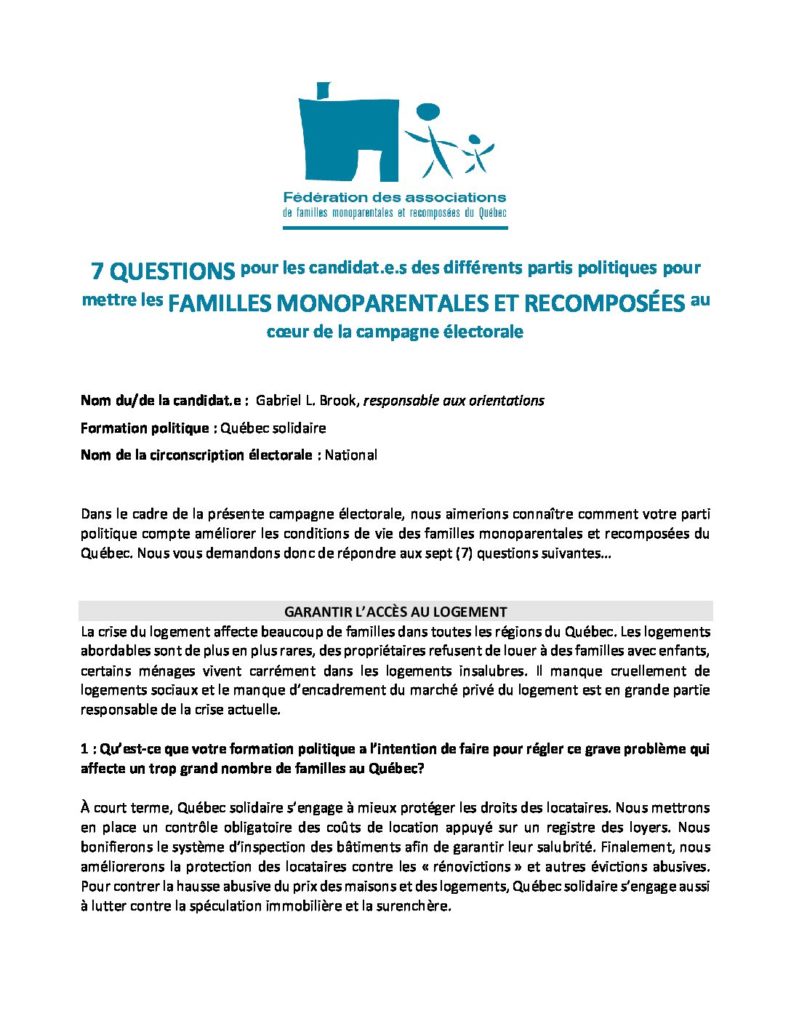 Fédération des associations
de familles monoparentales et recomposées du Québec
7 QUESTIONS pour les candidat.e.s des différents partis politiques pour
mettre les FAMILLES MONOPARENTALES ET RECOMPOSÉES au
cœur de la campagne électorale
Nom du/de la candidat.e : Gabriel L. Brook, responsable aux orientations
Formation politique : Québec solidaire
Nom de la circonscription électorale : National
Dans le cadre de la présente campagne électorale, nous aimerions connaître comment votre parti
politique compte améliorer les conditions de vie des familles monoparentales et recomposées du
Québec. Nous vous demandons donc de répondre aux sept (7) questions suivantes...
GARANTIR L'ACCÈS AU LOGEMENT
La crise du logement affecte beaucoup de familles dans toutes les régions du Québec. Les logements
abordables sont de plus en plus rares, des propriétaires refusent de louer à des familles avec enfants,
certains ménages vivent carrément dans les logements insalubres. Il manque cruellement de
logements sociaux et le manque d'encadrement du marché privé du logement est en grande partie
responsable de la crise actuelle.
1 : Qu'est-ce que votre formation politique a l'intention de faire pour régler ce grave problème qui
affecte un trop grand nombre de familles au Québec?
À court terme, Québec solidaire s'engage à mieux protéger les droits des locataires. Nous mettrons
en place un contrôle obligatoire des coûts de location appuyé sur un registre des loyers. Nous
bonifierons le système d'inspection des bâtiments afin de garantir leur salubrité. Finalement, nous
améliorerons la protection des locataires contre les « rénovictions » et autres évictions abusives.
Pour contrer la hausse abusive du prix des maisons et des logements, Québec solidaire s'engage aussi
à lutter contre la spéculation immobilière et la surenchère.